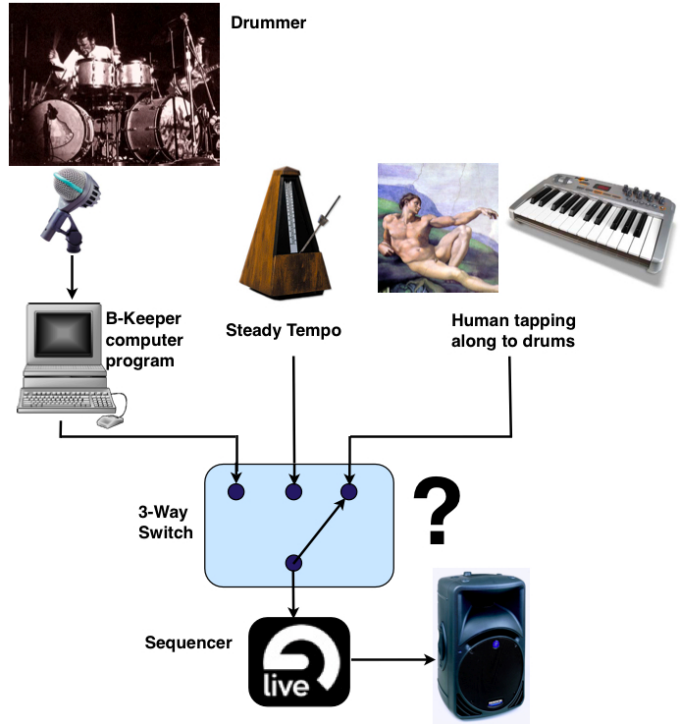 Drummer
B-Keeper
computer
program
Steady Tempo
Human tapping
along to drums
3-Way
Switch
?
Sequencer
live